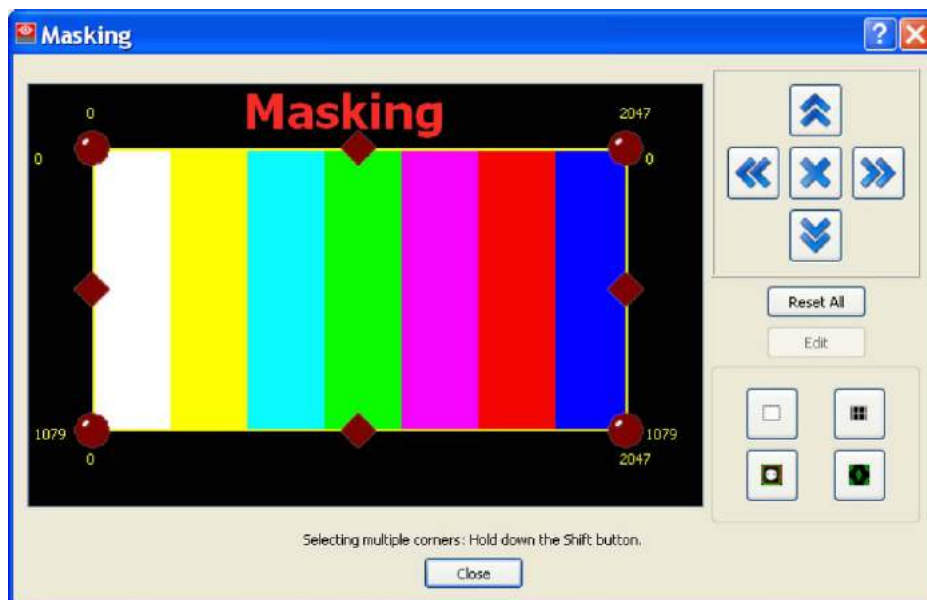 Masking
Masking
0
2047
0
0
Reset All
Edit
1079
1079
0
2047
Selecting multiple corners: Hold down the Shift button.
Close